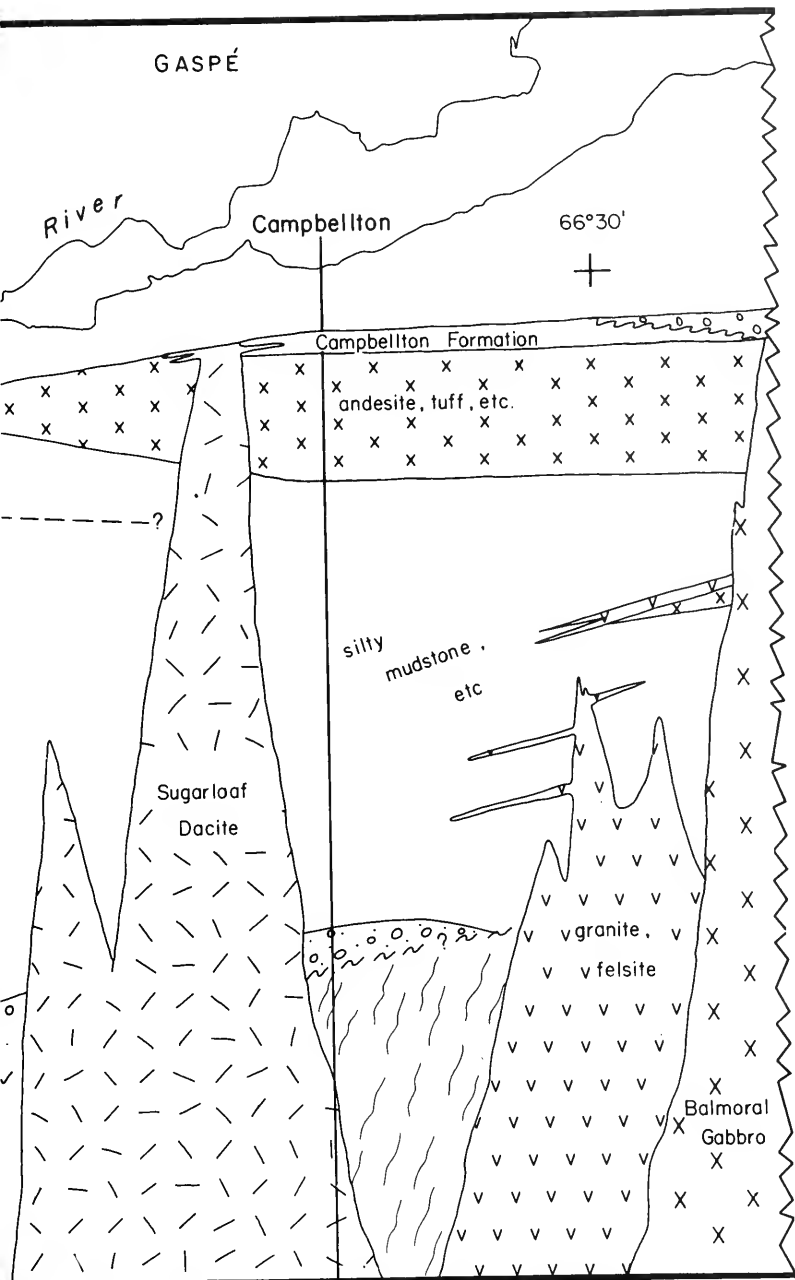 GASPÉ
River
Campbellton
66°30'
Campbellton Formation
andesite, tuff, etc.
?
silty
mudstone,
etc
Sugarloaf
Dacite
?
granite,
felsite
Balmoral
Gabbro